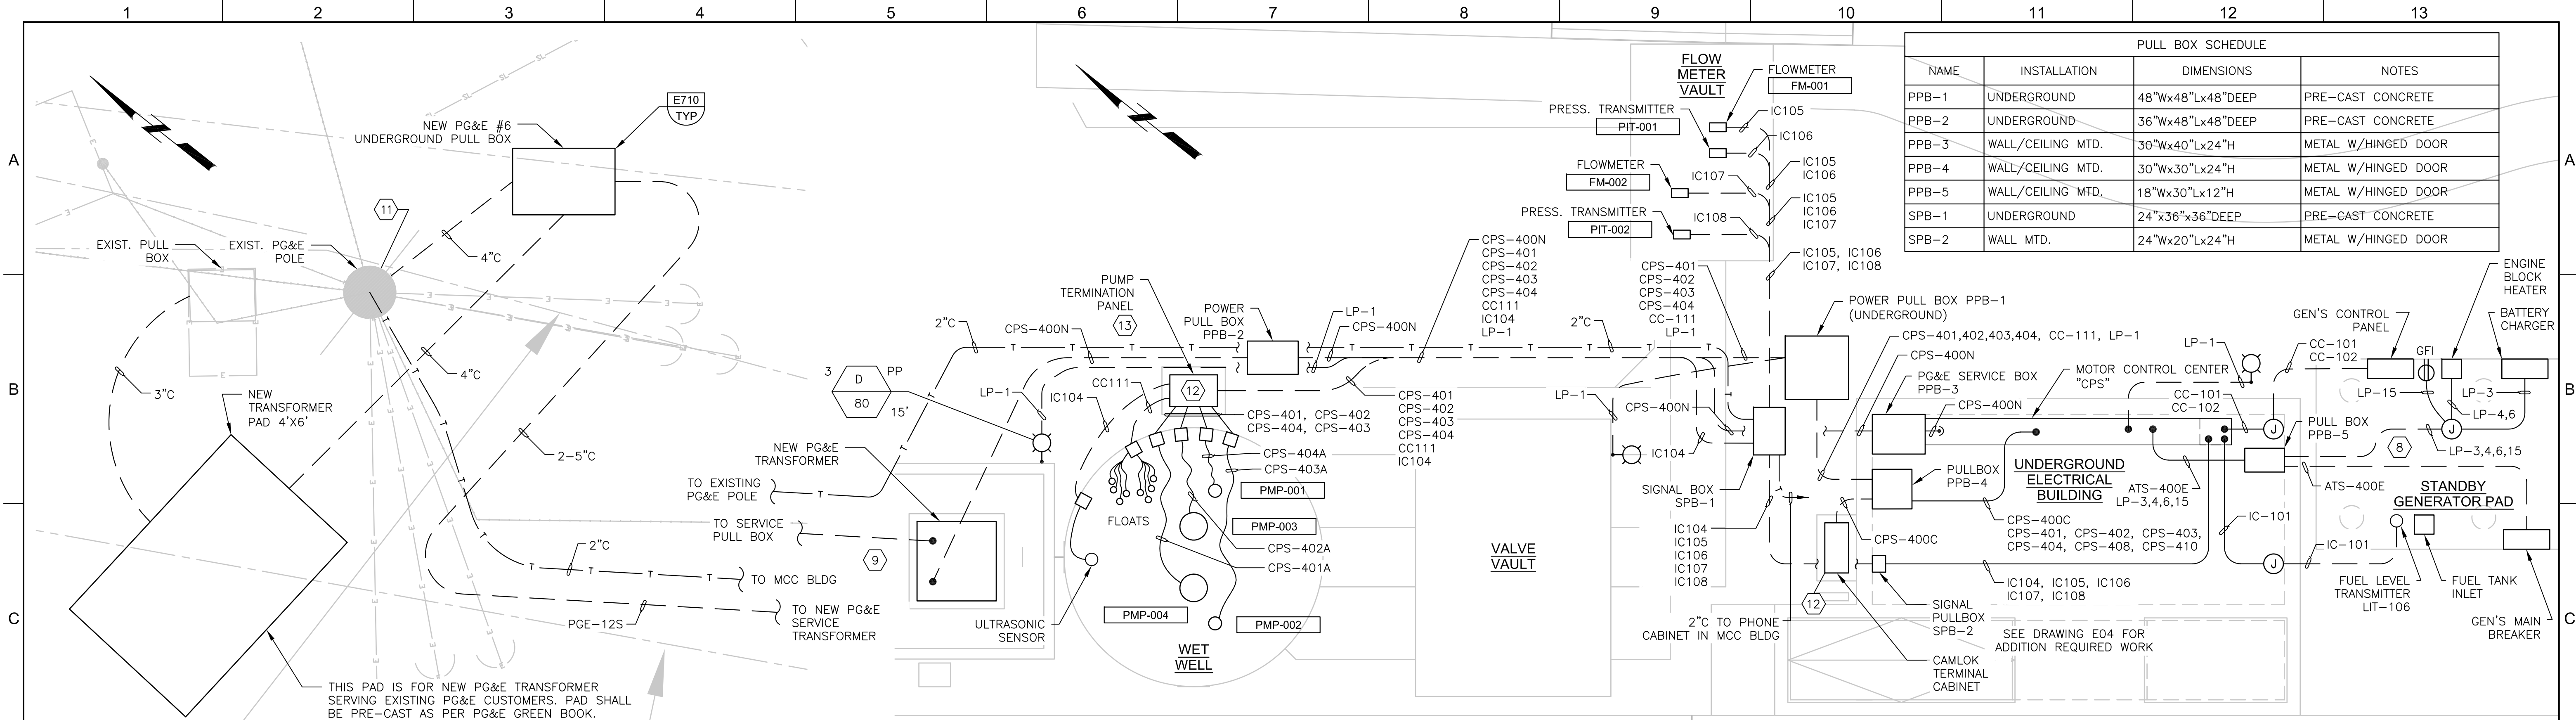 1 2 3 4 5 6 7 8 9 10 11 12 13
A
B
C
A
B
C
NEW PG&E #6
UNDERGROUND PULL BOX
E710
TYP
11
EXIST. PULL
BOX
EXIST. PG&E
POLE
4"C
4"C
3"C
NEW
TRANSFORMER
PAD 4'X6'
2-5"C
2"C
TO MCC BLDG
TO NEW PG&E
SERVICE
TRANSFORMER
PGE-12S
THIS PAD IS FOR NEW PG&E TRANSFORMER
SERVING EXISTING PG&E CUSTOMERS. PAD SHALL
BE PRE-CAST AS PER PG&E GREEN BOOK.
TO EXISTING
PG&E POLE
TO SERVICE
PULL BOX
9
NEW PG&E
TRANSFORMER
3
D
80
PP
15'
2"C
CPS-400N
LP-1
IC104
CC111
PUMP
TERMINATION
PANEL
13
12
POWER
PULL BOX
PPB-2
LP-1
CPS-400N
CPS-401, CPS-402
CPS-404, CPS-403
CPS-404A
CPS-403A
PMP-001
PMP-003
CPS-402A
CPS-401A
PMP-004
PMP-002
FLOATS
ULTRASONIC
SENSOR
WET
WELL
CPS-400N
CPS-401
CPS-402
CPS-403
CPS-404
CC111
IC104
LP-1
CPS-401
CPS-402
CPS-403
CPS-404
CC111
IC104
VALVE
VAULT
2"C
CPS-401
CPS-402
CPS-403
CPS-404
CC-111
LP-1
LP-1
CPS-400N
IC104
SIGNAL BOX
SPB-1
IC104
IC105
IC106
IC107
IC108
2"C TO PHONE
CABINET IN MCC BLDG
FLOW
METER
VAULT
FLOWMETER
FM-001
PRESS. TRANSMITTER
PIT-001
FLOWMETER
FM-002
PRESS. TRANSMITTER
PIT-002
IC105
IC106
IC105
IC106
IC107
IC105
IC106
IC107
IC108
IC105, IC106
IC107, IC108
PULL BOX SCHEDULE
NAME INSTALLATION DIMENSIONS NOTES
PPB-1 UNDERGROUND 48"Wx48"Lx48"DEEP PRE-CAST CONCRETE
PPB-2 UNDERGROUND 36"Wx48"Lx48"DEEP PRE-CAST CONCRETE
PPB-3 WALL/CEILING MTD. 30"Wx40"Lx24"H METAL W/HINGED DOOR
PPB-4 WALL/CEILING MTD. 30"Wx30"Lx24"H METAL W/HINGED DOOR
PPB-5 WALL/CEILING MTD. 18"Wx30"Lx12"H METAL W/HINGED DOOR
SPB-1 UNDERGROUND 24"x36"x36"DEEP PRE-CAST CONCRETE
SPB-2 WALL MTD. 24"Wx20"Lx24"H METAL W/HINGED DOOR
POWER PULL BOX PPB-1
(UNDERGROUND)
CPS-401,402,403,404, CC-111, LP-1
CPS-400N
PG&E SERVICE BOX
PPB-3
CPS-400N
MOTOR CONTROL CENTER
"CPS"
LP-1
CC-101
CC-102
CC-101
CC-102
J
PULL BOX
PPB-5
PULLBOX
PPB-4
UNDERGROUND
ELECTRICAL
BUILDING
ATS-400E
LP-3,4,6,15
CPS-400C
CPS-400C
CPS-401, CPS-402, CPS-403,
CPS-404, CPS-408, CPS-410
IC-101
J
IC104, IC105, IC106
IC107, IC108
12
SIGNAL
PULLBOX
SPB-2
CAMLOK
TERMINAL
CABINET
SEE DRAWING E04 FOR
ADDITION REQUIRED WORK
GEN'S CONTROL
PANEL
GFI
ENGINE
BLOCK
HEATER
BATTERY
CHARGER
LP-15
LP-3
LP-4,6
J
8
LP-3,4,6,15
ATS-400E
STANDBY
GENERATOR PAD
IC-101
FUEL LEVEL
TRANSMITTER
LIT-106
FUEL TANK
INLET
GEN'S MAIN
BREAKER